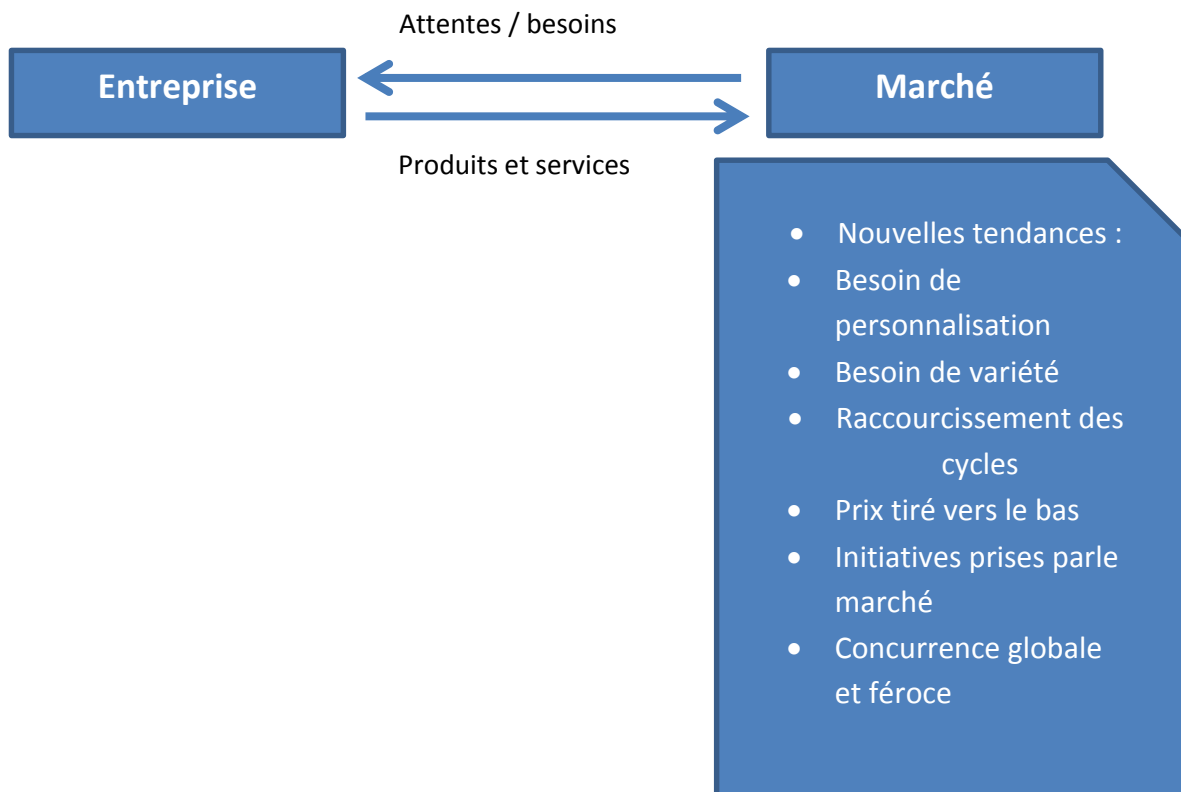 Attentes / besoins
Entreprise
Marché
Produits et services
• Nouvelles tendances :
• Besoin de
personnalisation
• Besoin de variété
• Raccourcissement des
cycles
• Prix tiré vers le bas
• Initiatives prises parle
marché
• Concurrence globale
et féroce